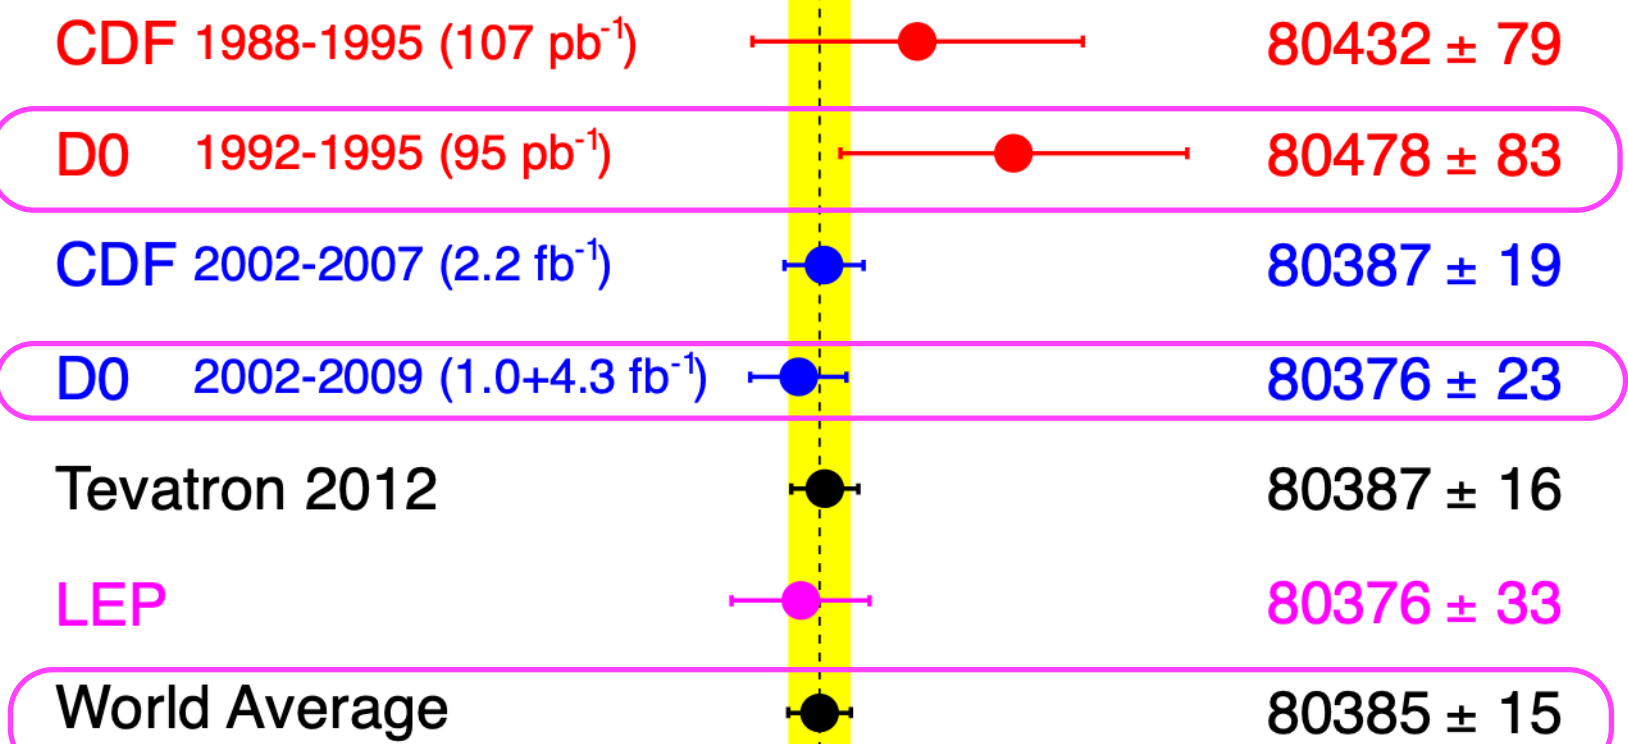 CDF 1988-1995 (107 pb⁻¹) 80432 ± 79
D0 1992-1995 (95 pb⁻¹) 80478 ± 83
CDF 2002-2007 (2.2 fb⁻¹) 80387 ± 19
D0 2002-2009 (1.0+4.3 fb⁻¹) 80376 ± 23
Tevatron 2012 80387 ± 16
LEP 80376 ± 33
World Average 80385 ± 15